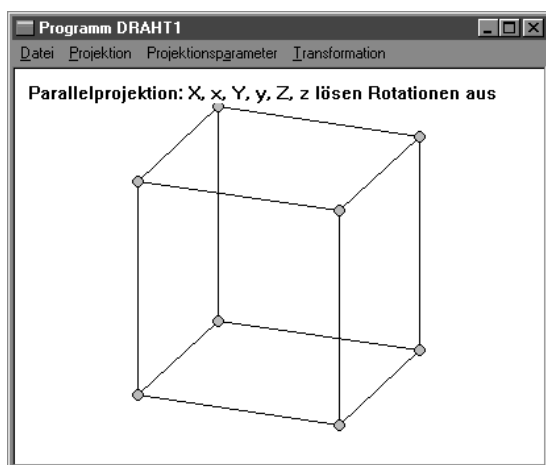 Programm DRAHT1
Datei Projektion Projektionsparameter Transformation
Parallelprojektion: X, x, Y, y, Z, z lösen Rotationen aus